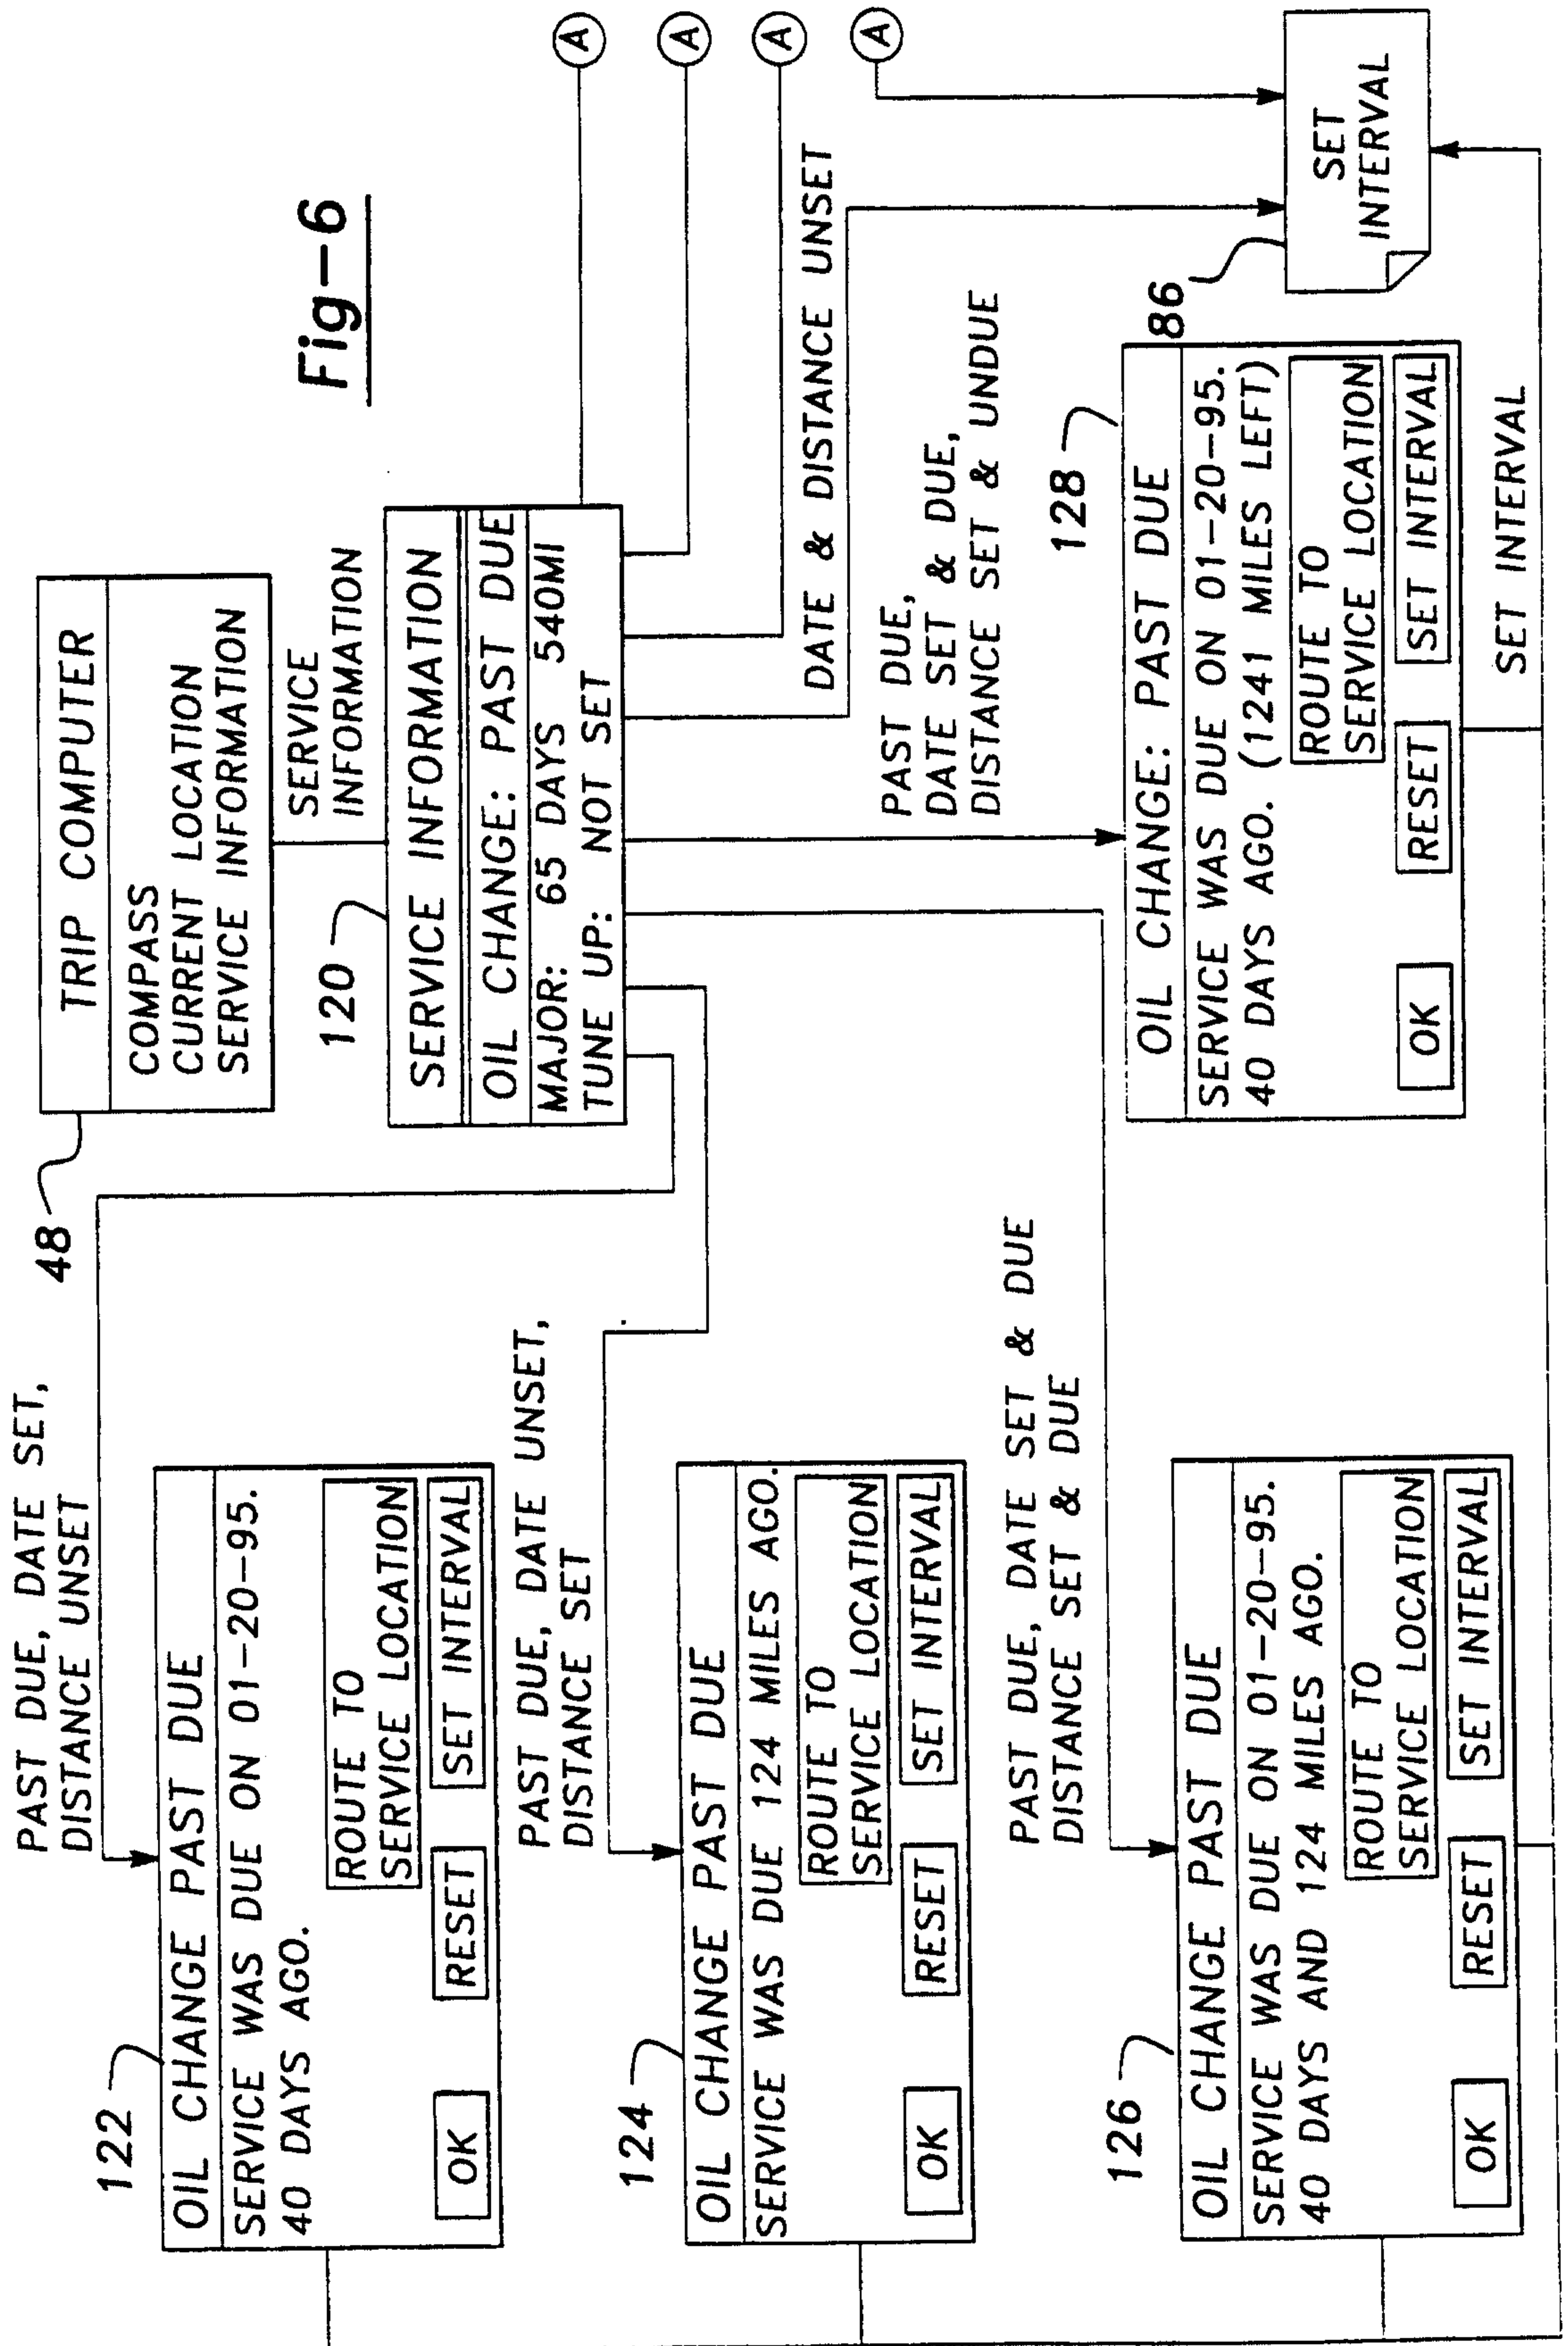 Fig-6
48
TRIP COMPUTER
COMPASS
CURRENT LOCATION
SERVICE INFORMATION
SERVICE
INFORMATION
120
SERVICE INFORMATION
OIL CHANGE: PAST DUE
MAJOR: 65 DAYS 540MI
TUNE UP: NOT SET
A
A
A
A
PAST DUE, DATE SET,
DISTANCE UNSET
122
OIL CHANGE PAST DUE
SERVICE WAS DUE ON 01-20-95.
40 DAYS AGO.
ROUTE TO
SERVICE LOCATION
OK
RESET
SET INTERVAL
PAST DUE, DATE UNSET,
DISTANCE SET
124
OIL CHANGE PAST DUE
SERVICE WAS DUE 124 MILES AGO.
ROUTE TO
SERVICE LOCATION
OK
RESET
SET INTERVAL
PAST DUE, DATE SET & DUE
DISTANCE SET & DUE
126
OIL CHANGE PAST DUE
SERVICE WAS DUE ON 01-20-95.
40 DAYS AND 124 MILES AGO.
ROUTE TO
SERVICE LOCATION
OK
RESET
SET INTERVAL
DATE & DISTANCE UNSET
PAST DUE,
DATE SET & DUE,
DISTANCE SET & UNDUE
128
OIL CHANGE: PAST DUE
SERVICE WAS DUE ON 01-20-95.
40 DAYS AGO. (1241 MILES LEFT)
ROUTE TO
SERVICE LOCATION
OK
RESET
SET INTERVAL
86
SET
INTERVAL
SET INTERVAL